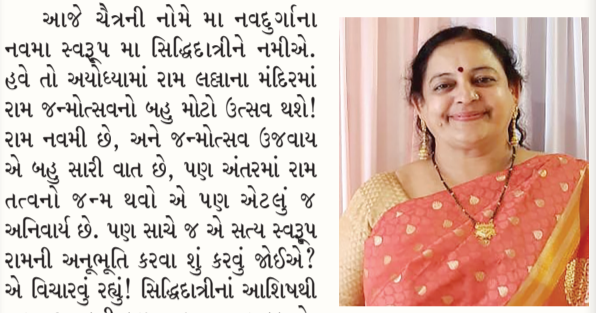 આજે ચૈત્રની નોમે મા નવદુર્ગાના
નવમા સ્વરૂપ મા સિદ્ધિદાત્રીને નમીએ.
હવે તો અયોધ્યામાં રામ લલ્લાના મંદિરમાં
રામ જન્મોત્સવનો બહુ મોટો ઉત્સવ થશે!
રામ નવમી છે, અને જન્મોત્સવ ઉજવાય
એ બહુ સારી વાત છે, પણ અંતરમાં રામ
તત્વનો જન્મ થવો એ પણ એટલું જ
અનિવાર્ય છે. પણ સાચે જ એ સત્ય સ્વરૂપ
રામની અનૂભૂતિ કરવા શું કરવું જોઈએ?
એ વિચારવું રહ્યું! સિદ્ધિદાત્રીનાં આશિષથી